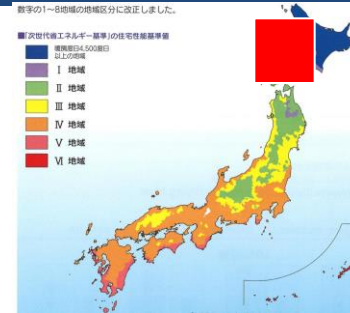 数字の1〜8地域の地域区分に改正しました。
■「次世代省エネルギー基準」の住宅性能基準値
暖房度日4,500度日
以上の地域
Ⅰ 地域
Ⅱ 地域
Ⅲ 地域
Ⅳ 地域
Ⅴ 地域
Ⅵ 地域